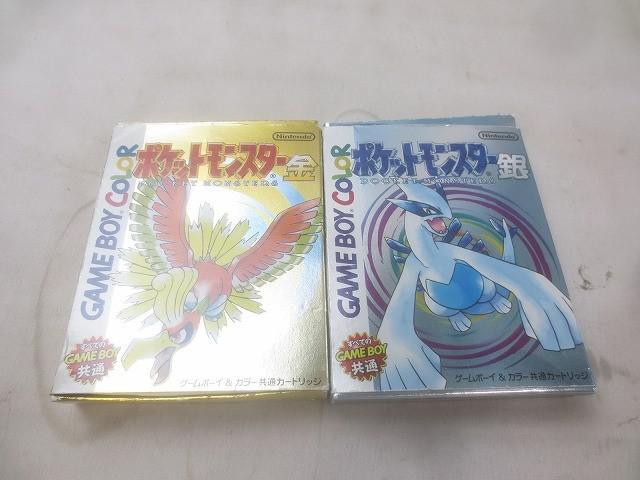 Nintendo
GAME BOY COLOR
ポケットモンスター金
POCKET MONSTERS
すべての
GAME BOY
共通
ゲームボーイ & カラー 共通カートリッジ
Nintendo
GAME BOY COLOR
ポケットモンスター銀
POCKET MONSTERS
すべての
GAME BOY
共通
ゲームボーイ & カラー 共通カートリッジ